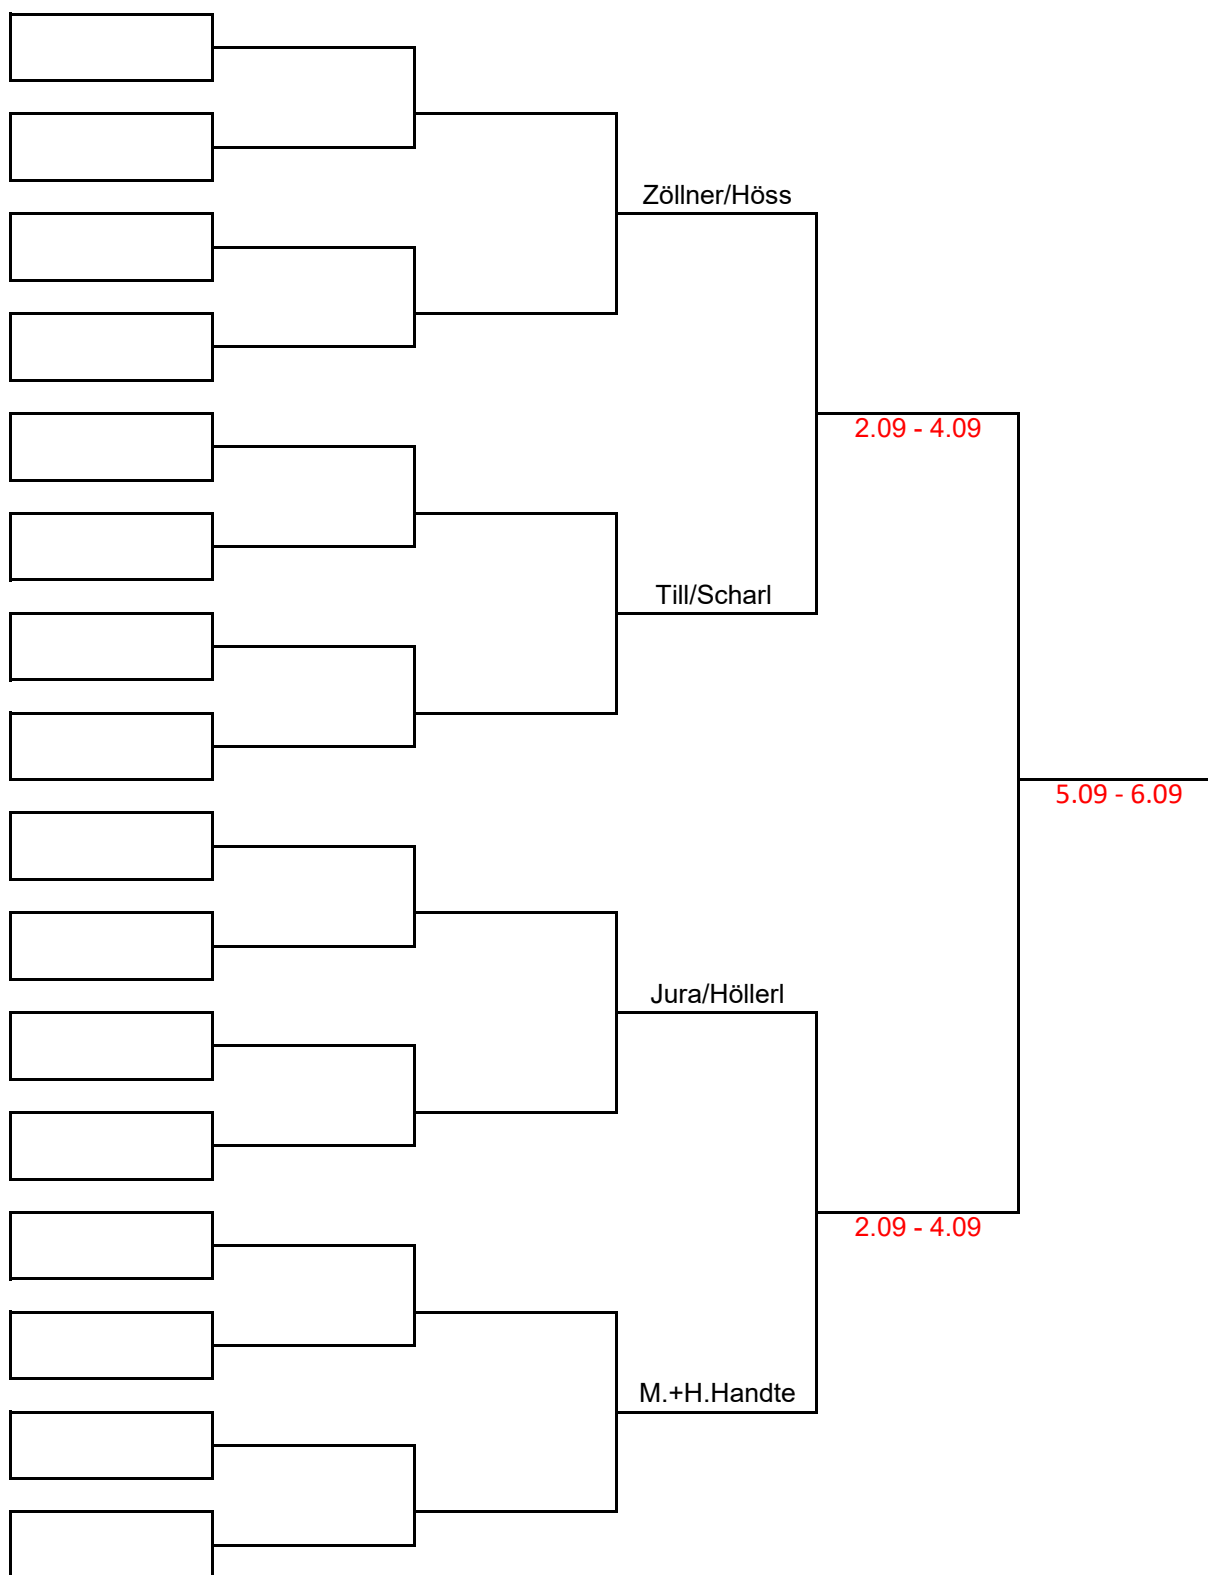 Zöllner/Höss
2.09 - 4.09
Till/Scharl
5.09 - 6.09
Jura/Höllerl
2.09 - 4.09
M.+H.Handte